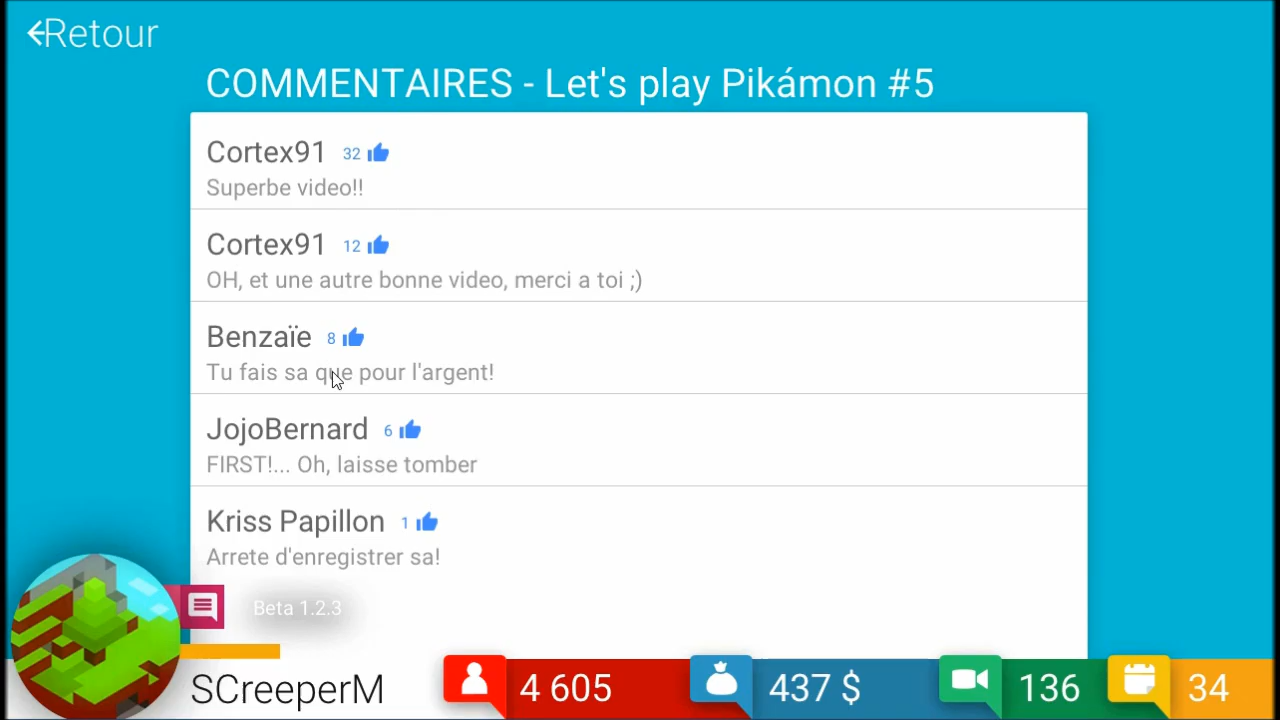 Retour
COMMENTAIRES - Let's play Pikámon #5
Cortex91 32
Superbe video!!
Cortex91 12
OH, et une autre bonne video, merci a toi ;)
Benzaïe 8
Tu fais sa que pour l'argent!
JojoBernard 6
FIRST!... Oh, laisse tomber
Kriss Papillon 1
Arrete d'enregistrer sa!
Beta 1.2.3
SCreeperM 4 605 437 $ 136 34